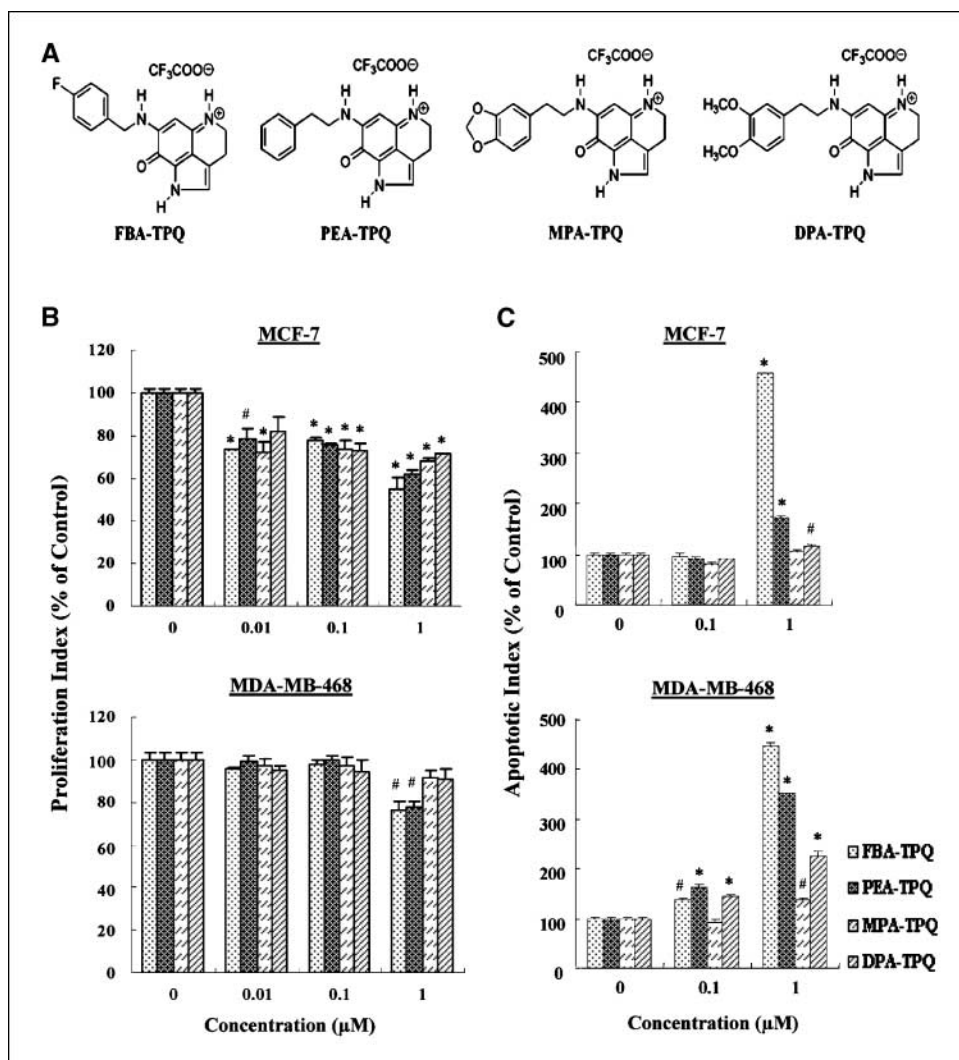 A
F
CF₃COO⊖
H
N
H
N⊕
O
N
H
FBA-TPQ
CF₃COO⊖
H
N
H
N⊕
O
N
H
PEA-TPQ
CF₃COO⊖
O
O
H
N
H
N⊕
O
N
H
MPA-TPQ
CF₃COO⊖
CH₃O
CH₃O
H
N
H
N⊕
O
N
H
DPA-TPQ
B
MCF-7
Proliferation Index (% of Control)
120
100
80
60
40
20
0
* # * * * * * * * * *
0 0.01 0.1 1
MDA-MB-468
120
100
80
60
40
20
0
# #
0 0.01 0.1 1
Concentration (µM)
C
MCF-7
Apoptotic Index (% of Control)
500
400
300
200
100
0
* * #
0 0.1 1
MDA-MB-468
500
400
300
200
100
0
# * * * * # *
0 0.1 1
Concentration (µM)
FBA-TPQ
PEA-TPQ
MPA-TPQ
DPA-TPQ